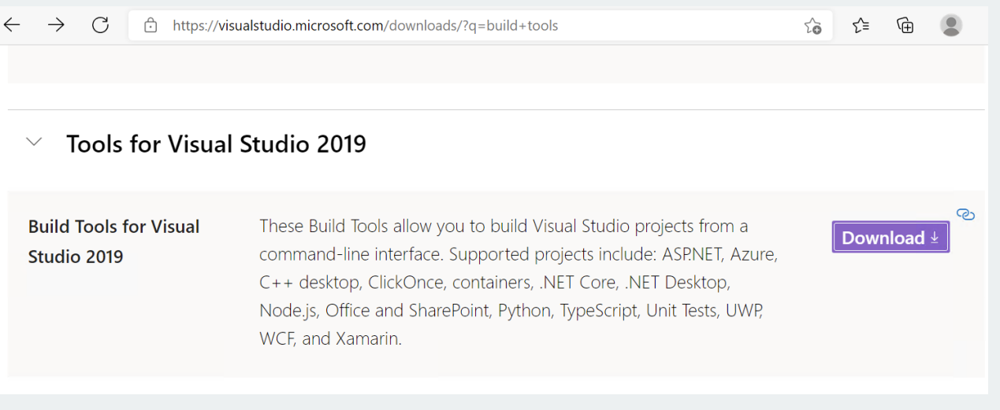 https://visualstudio.microsoft.com/downloads/?q=build+tools
Tools for Visual Studio 2019
Build Tools for Visual
Studio 2019
These Build Tools allow you to build Visual Studio projects from a
command-line interface. Supported projects include: ASP.NET, Azure,
C++ desktop, ClickOnce, containers, .NET Core, .NET Desktop,
Node.js, Office and SharePoint, Python, TypeScript, Unit Tests, UWP,
WCF, and Xamarin.
Download